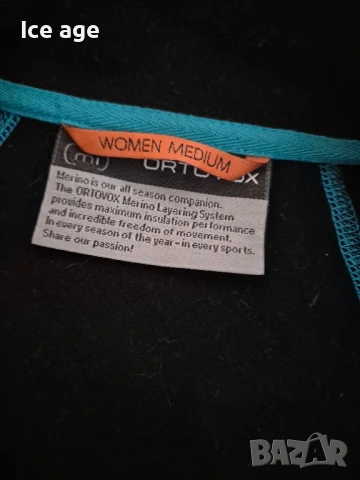 Ice age
WOMEN MEDIUM
(mi) ORTOVOX
Merino is our all season companion.
The ORTOVOX Merino Layering System
provides maximum insulation performance
and incredible freedom of movement.
In every season of the year – in every sports.
Share our passion!
BAZAR